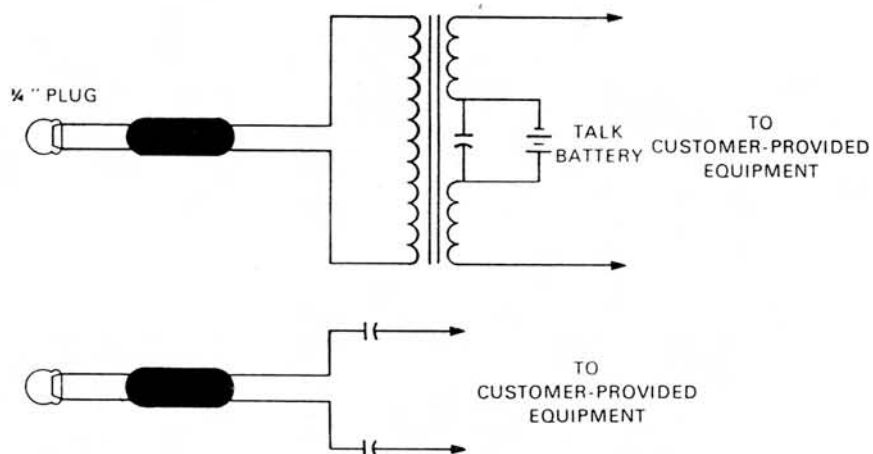 ¼" PLUG
TALK
BATTERY
TO
CUSTOMER-PROVIDED
EQUIPMENT
TO
CUSTOMER-PROVIDED
EQUIPMENT